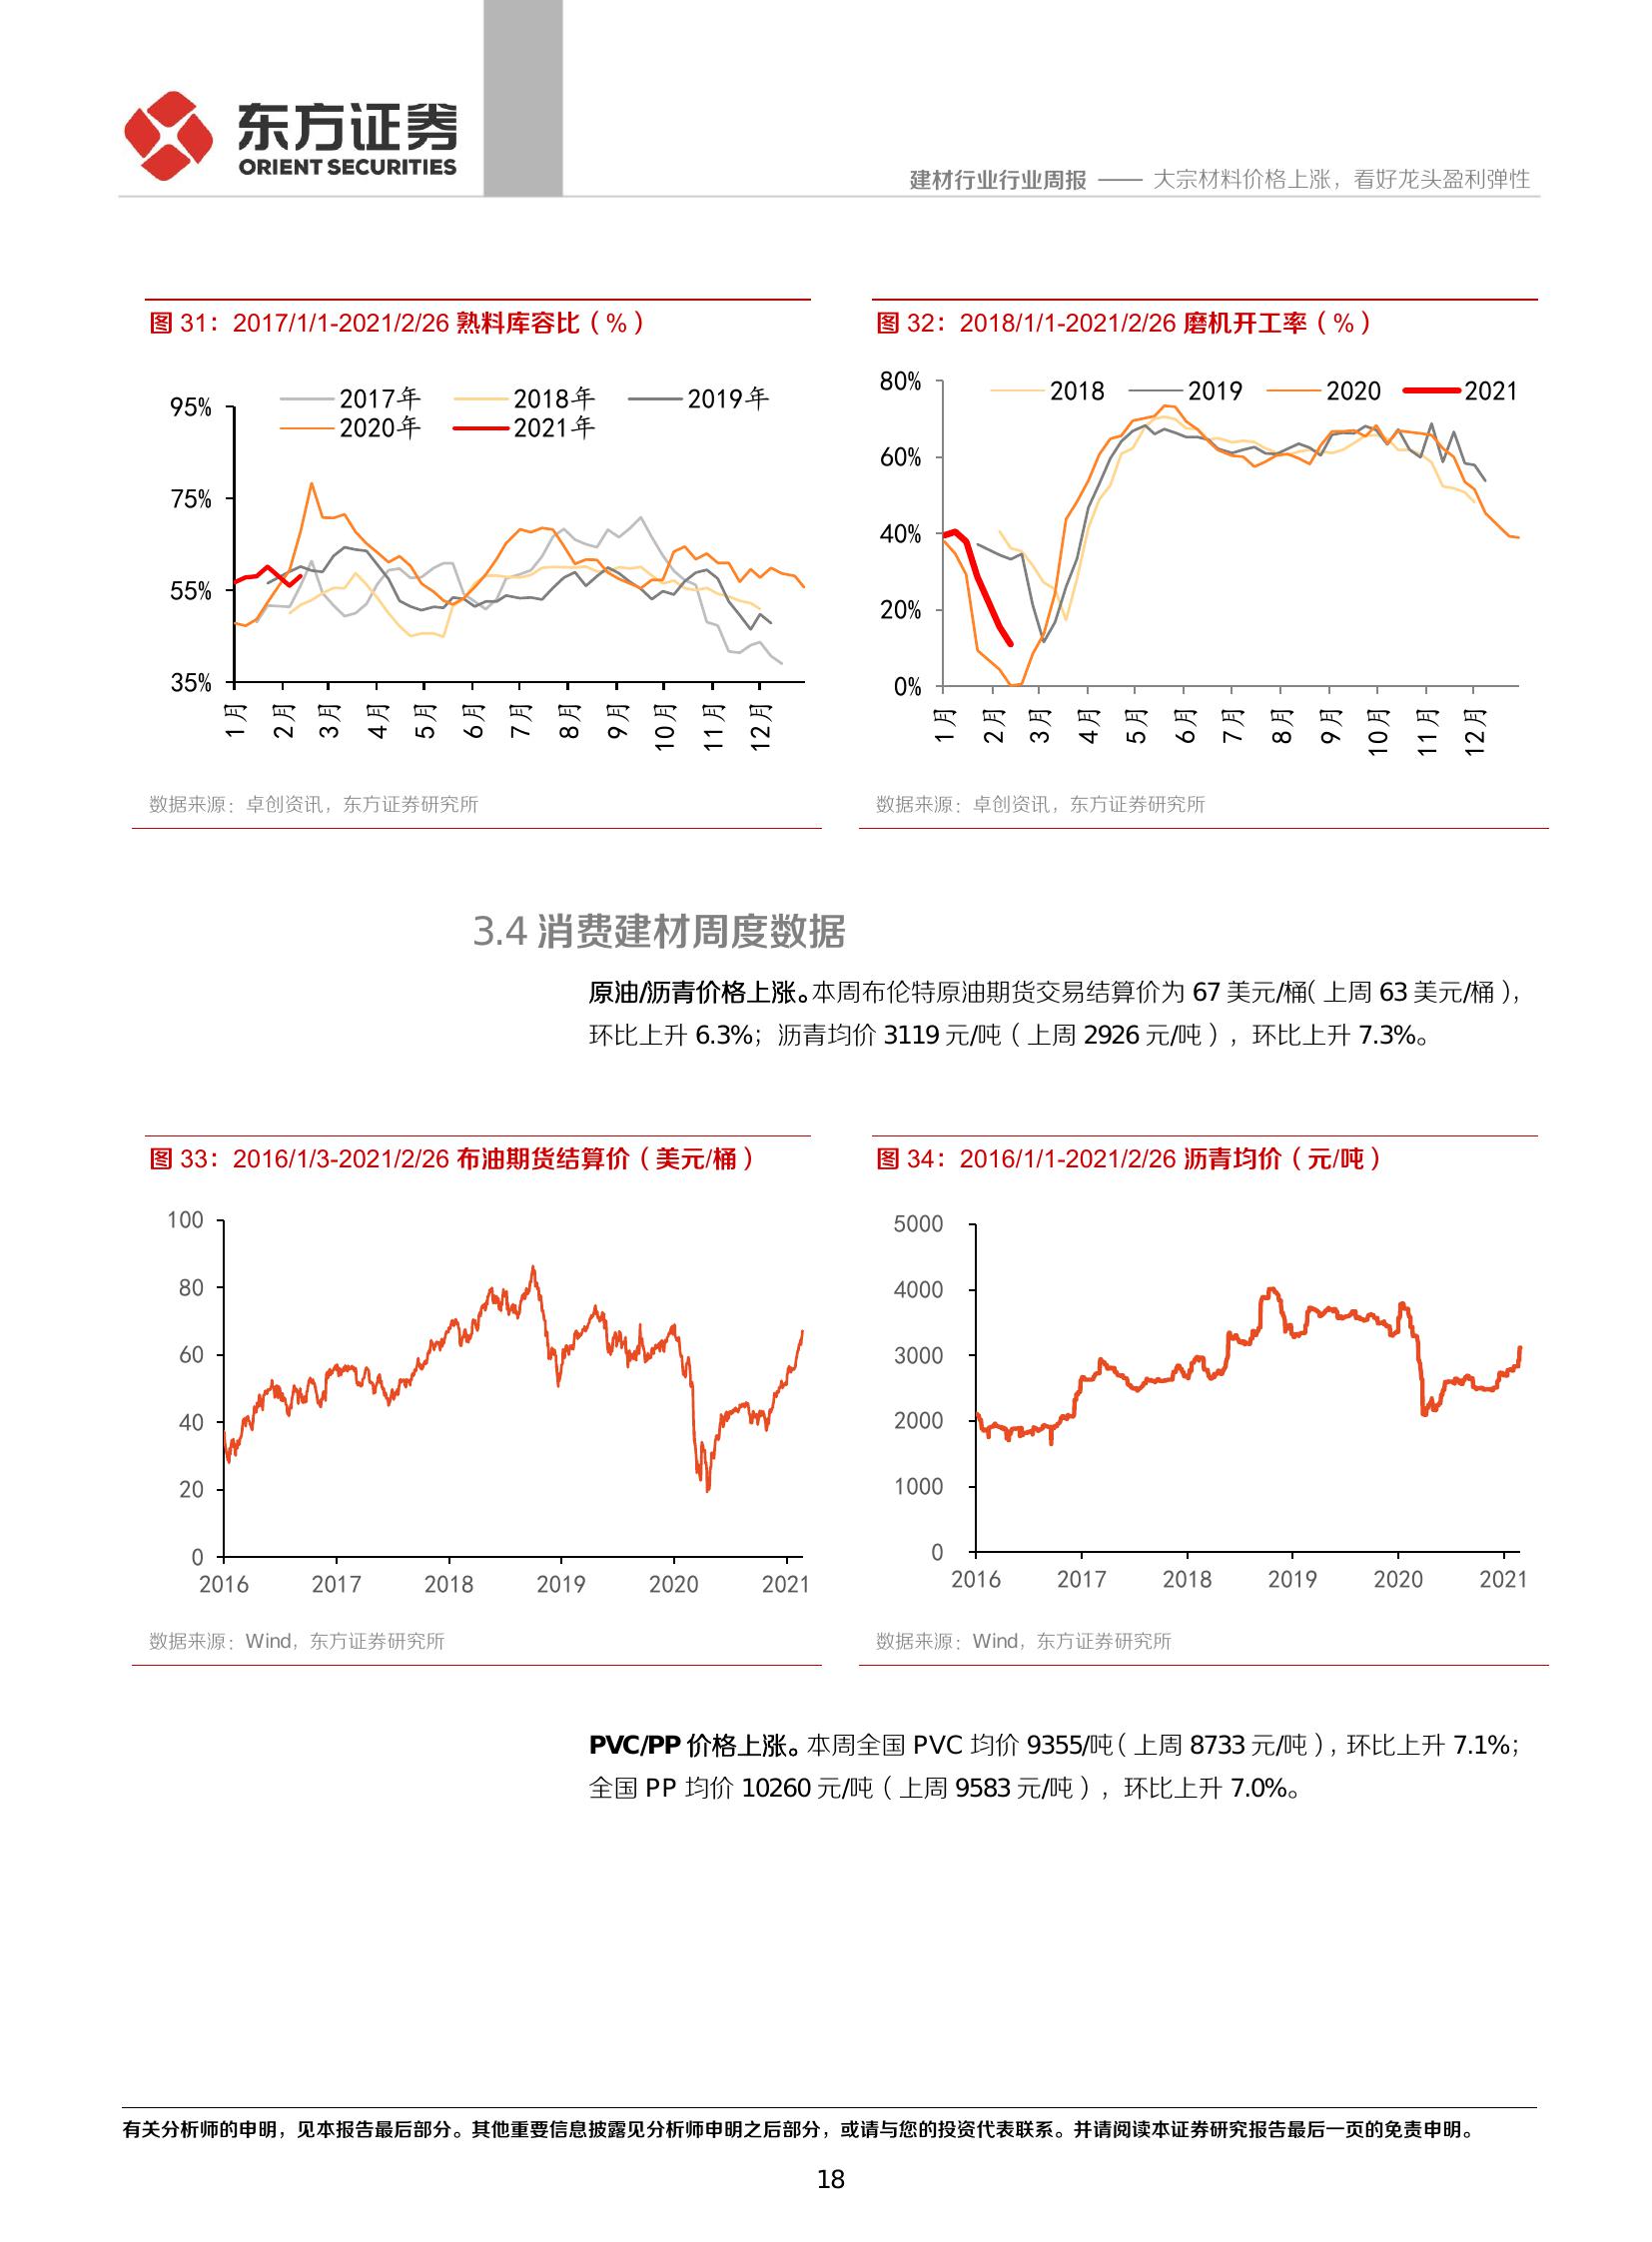 东方证券
ORIENT SECURITIES
建材行业行业周报 —— 大宗材料价格上涨，看好龙头盈利弹性
图 31：2017/1/1-2021/2/26 熟料库容比（%）
2017年 2018年 2019年
2020年 2021年
95%
75%
55%
35%
1月 2月 3月 4月 5月 6月 7月 8月 9月 10月 11月 12月
数据来源：卓创资讯，东方证券研究所
图 32：2018/1/1-2021/2/26 磨机开工率（%）
2018 2019 2020 2021
80%
60%
40%
20%
0%
1月 2月 3月 4月 5月 6月 7月 8月 9月 10月 11月 12月
数据来源：卓创资讯，东方证券研究所
3.4 消费建材周度数据
原油/沥青价格上涨。本周布伦特原油期货交易结算价为 67 美元/桶（上周 63 美元/桶），
环比上升 6.3%；沥青均价 3119 元/吨（上周 2926 元/吨），环比上升 7.3%。
图 33：2016/1/3-2021/2/26 布油期货结算价（美元/桶）
100
80
60
40
20
0
2016 2017 2018 2019 2020 2021
数据来源：Wind，东方证券研究所
图 34：2016/1/1-2021/2/26 沥青均价（元/吨）
5000
4000
3000
2000
1000
0
2016 2017 2018 2019 2020 2021
数据来源：Wind，东方证券研究所
PVC/PP 价格上涨。本周全国 PVC 均价 9355/吨（上周 8733 元/吨），环比上升 7.1%；
全国 PP 均价 10260 元/吨（上周 9583 元/吨），环比上升 7.0%。
有关分析师的申明，见本报告最后部分。其他重要信息披露见分析师申明之后部分，或请与您的投资代表联系。并请阅读本证券研究报告最后一页的免责申明。
18